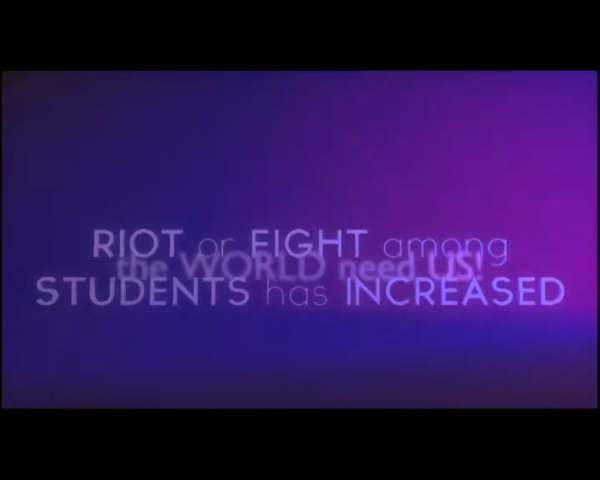 RIOT or FIGHT among
the WORLD need US!
STUDENTS has INCREASED